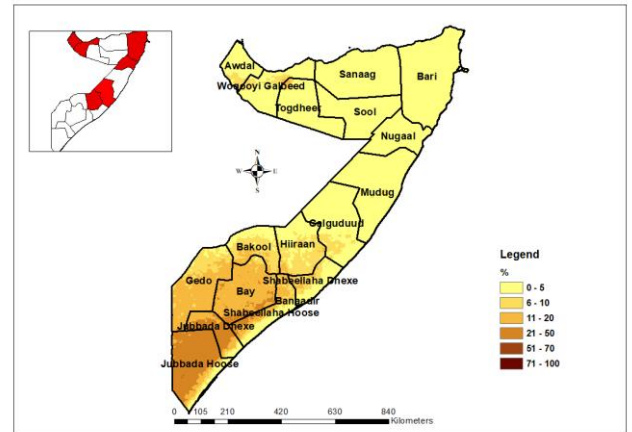 Awdal
Woqooyi Galbeed
Togdheer
Sanaag
Bari
Sool
Nugaal
N
W E
S
Mudug
Galguduud
Bakool
Hiiraan
Gedo
Bay
Shabeellaha Dhexe
Banaadir
Shabeellaha Hoose
Jubbada Dhexe
Jubbada Hoose
Legend
%
0 - 5
6 - 10
11 - 20
21 - 50
51 - 70
71 - 100
0 105 210 420 630 840
Kilometers